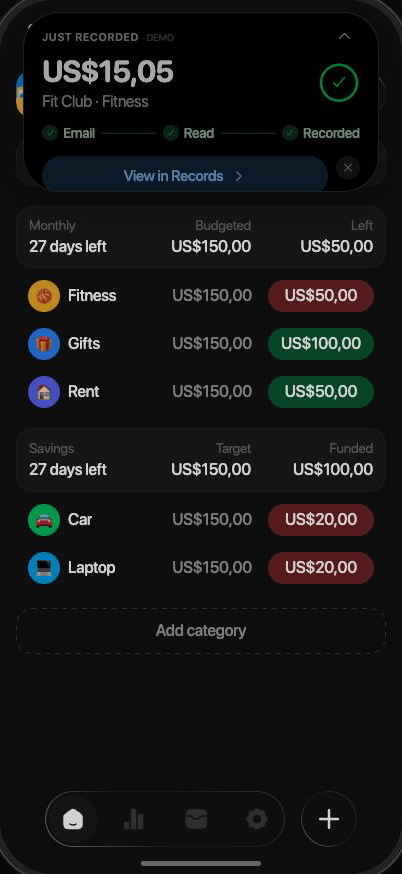 JUST RECORDED · DEMO
US$15,05
Fit Club · Fitness
Email Read Recorded
View in Records
Monthly Budgeted Left
27 days left US$150,00 US$50,00
Fitness US$150,00 US$50,00
Gifts US$150,00 US$100,00
Rent US$150,00 US$50,00
Savings Target Funded
27 days left US$150,00 US$100,00
Car US$150,00 US$20,00
Laptop US$150,00 US$20,00
Add category